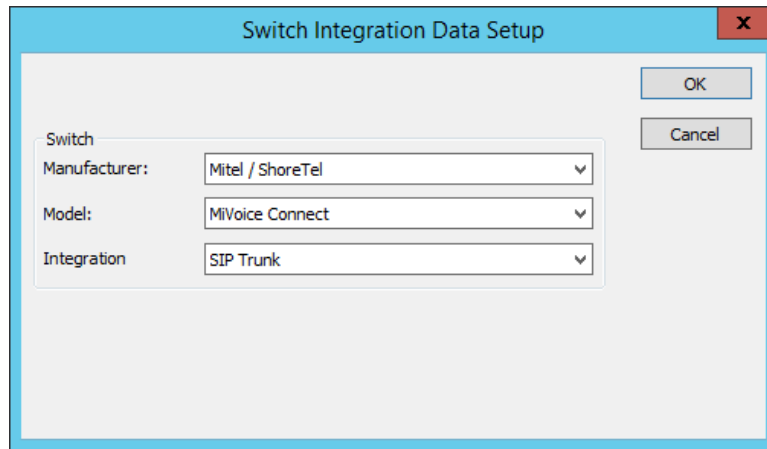 Switch Integration Data Setup
x
OK
Cancel
Switch
Manufacturer: Mitel / ShoreTel
Model: MiVoice Connect
Integration SIP Trunk